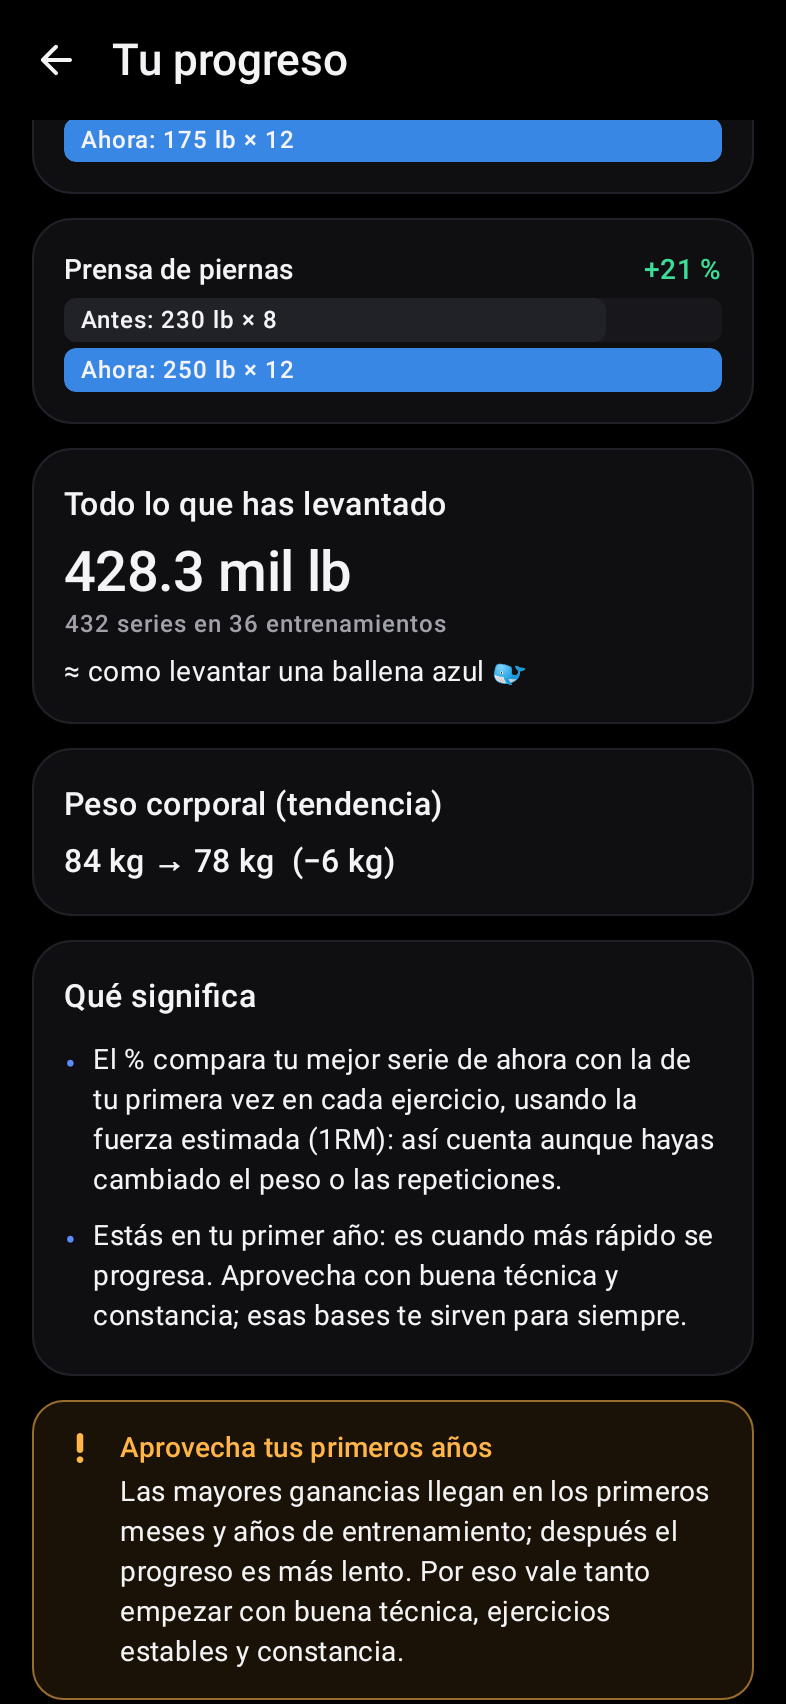 Tu progreso
Ahora: 175 lb × 12
Prensa de piernas
+21 %
Antes: 230 lb × 8
Ahora: 250 lb × 12
Todo lo que has levantado
428.3 mil lb
432 series en 36 entrenamientos
≈ como levantar una ballena azul 🐳
Peso corporal (tendencia)
84 kg → 78 kg (−6 kg)
Qué significa
• El % compara tu mejor serie de ahora con la de
tu primera vez en cada ejercicio, usando la
fuerza estimada (1RM): así cuenta aunque hayas
cambiado el peso o las repeticiones.
• Estás en tu primer año: es cuando más rápido se
progresa. Aprovecha con buena técnica y
constancia; esas bases te sirven para siempre.
Aprovecha tus primeros años
Las mayores ganancias llegan en los primeros
meses y años de entrenamiento; después el
progreso es más lento. Por eso vale tanto
empezar con buena técnica, ejercicios
estables y constancia.